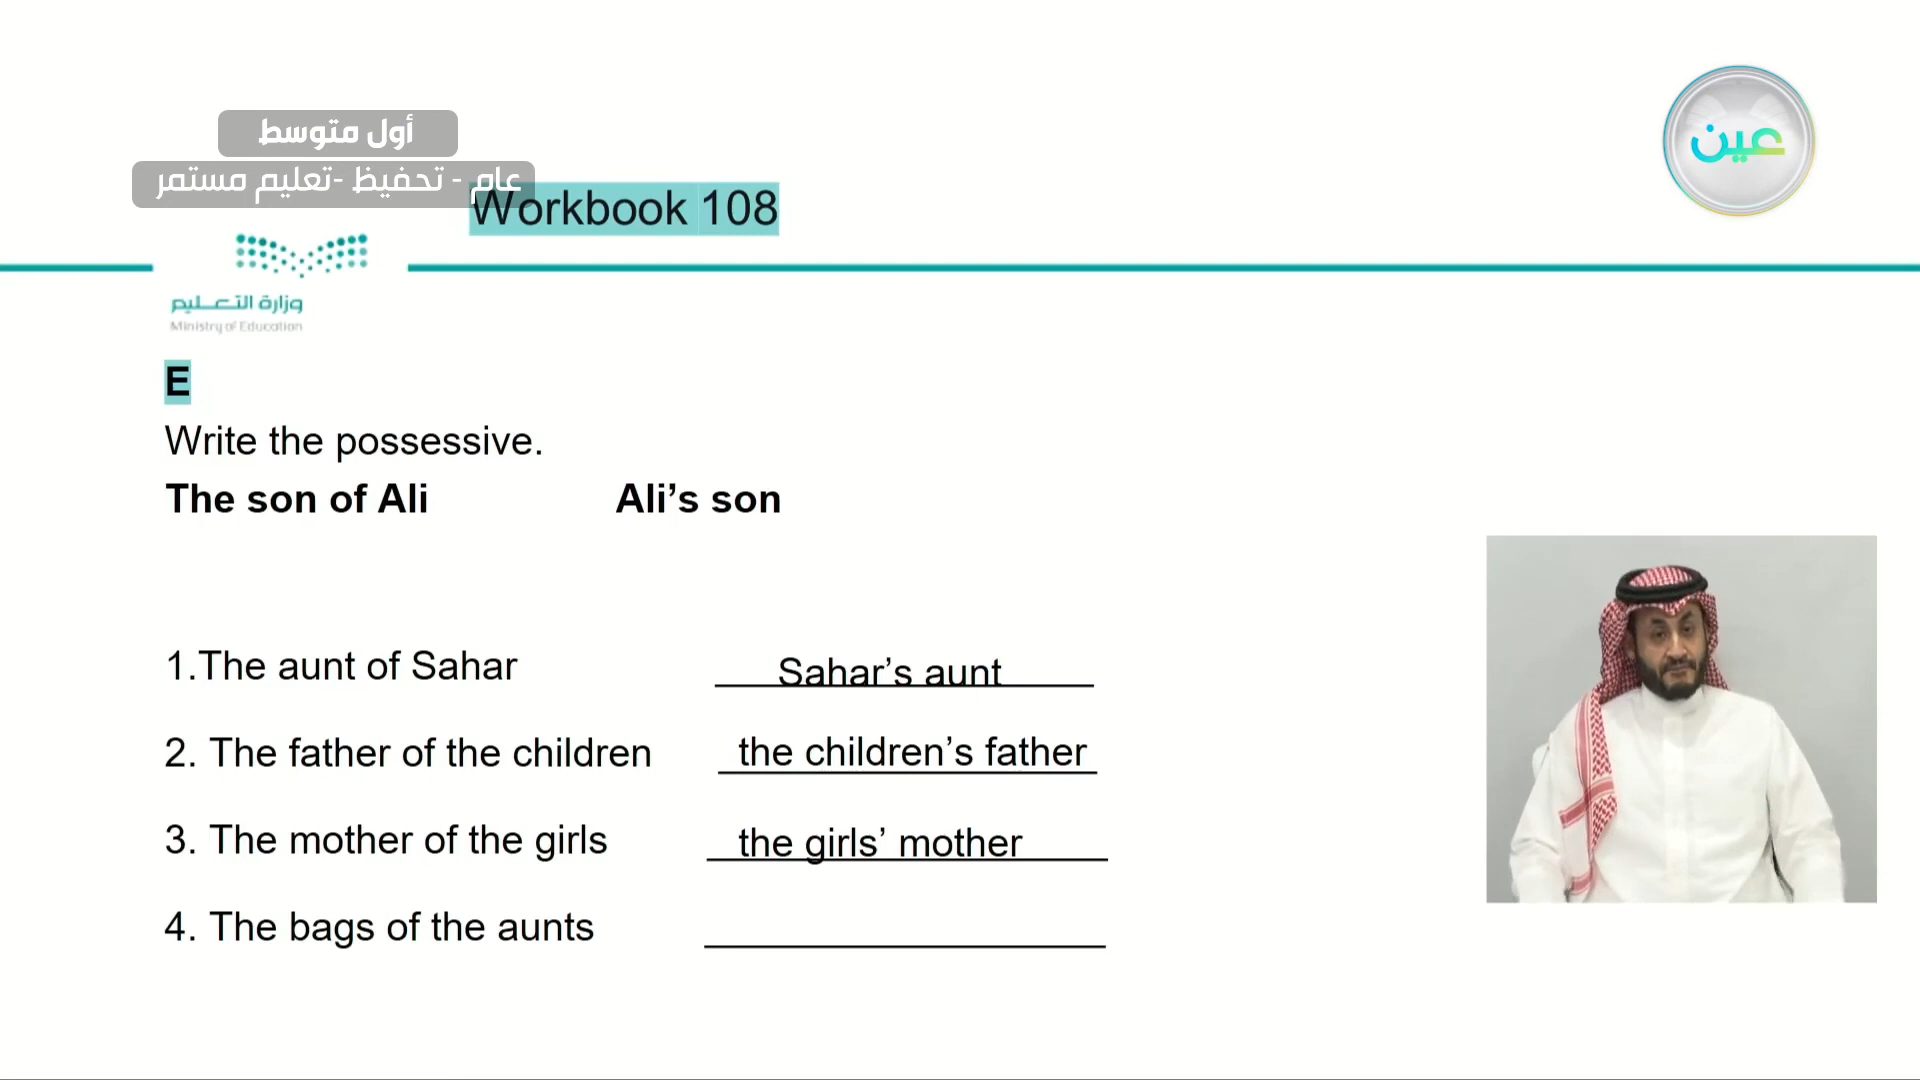 أول متوسط
عام - تحفيظ -تعليم مستمر
عين
Workbook 108
وزارة التعليم
Ministry of Education
E
Write the possessive.
The son of Ali Ali’s son
1.The aunt of Sahar Sahar’s aunt
2. The father of the children the children’s father
3. The mother of the girls the girls’ mother
4. The bags of the aunts